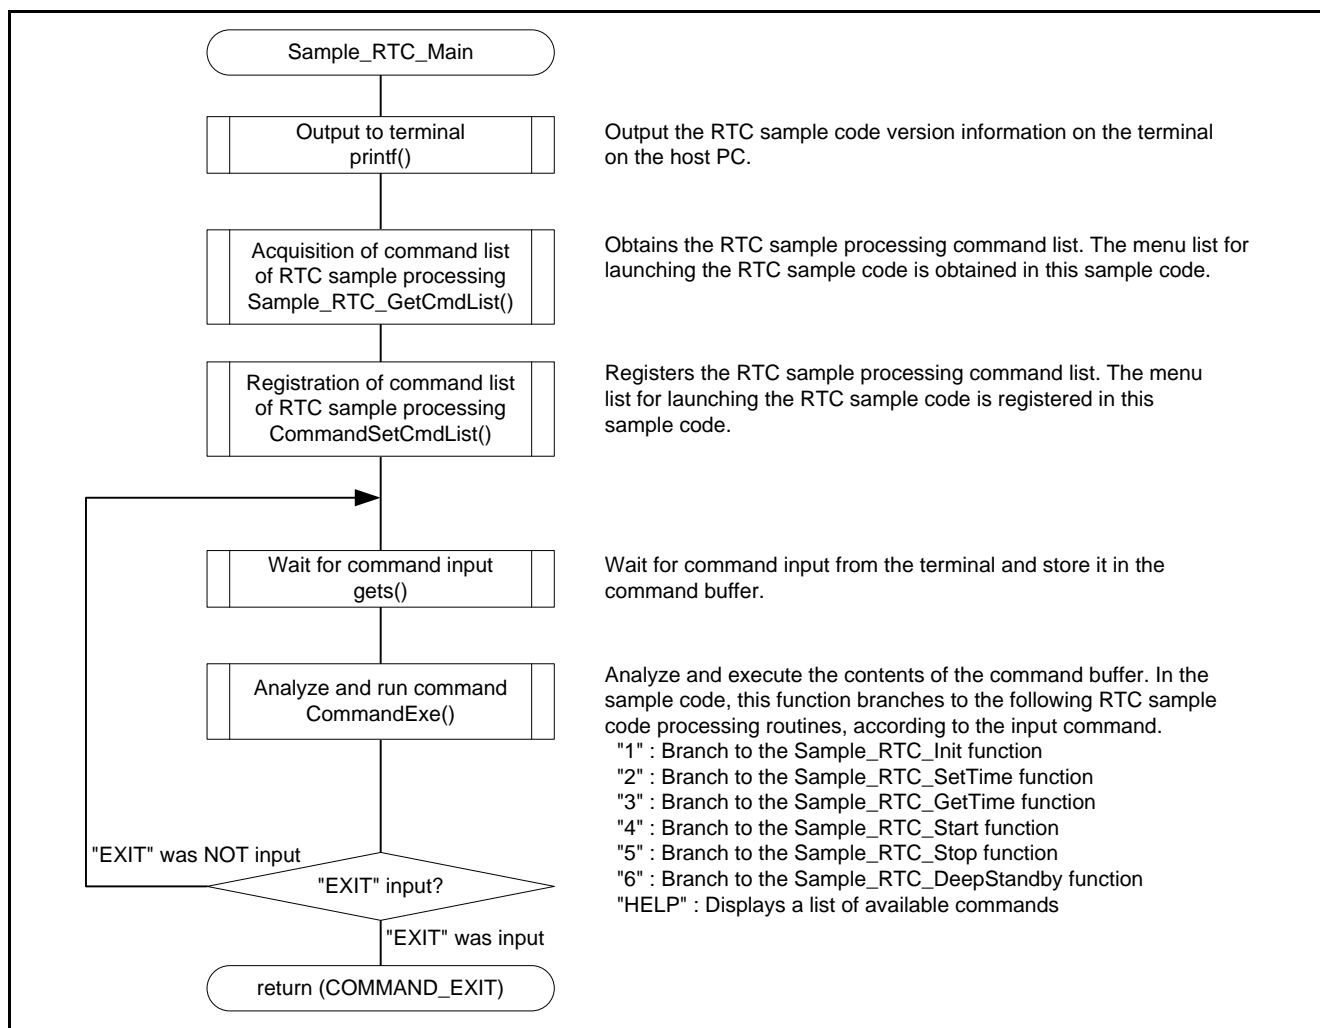 Sample_RTC_Main
Output to terminal
printf()
Output the RTC sample code version information on the terminal
on the host PC.
Acquisition of command list
of RTC sample processing
Sample_RTC_GetCmdList()
Obtains the RTC sample processing command list. The menu list for
launching the RTC sample code is obtained in this sample code.
Registration of command list
of RTC sample processing
CommandSetCmdList()
Registers the RTC sample processing command list. The menu
list for launching the RTC sample code is registered in this
sample code.
Wait for command input
gets()
Wait for command input from the terminal and store it in the
command buffer.
Analyze and run command
CommandExe()
Analyze and execute the contents of the command buffer. In the
sample code, this function branches to the following RTC sample
code processing routines, according to the input command.
"1" : Branch to the Sample_RTC_Init function
"2" : Branch to the Sample_RTC_SetTime function
"3" : Branch to the Sample_RTC_GetTime function
"4" : Branch to the Sample_RTC_Start function
"5" : Branch to the Sample_RTC_Stop function
"6" : Branch to the Sample_RTC_DeepStandby function
"HELP" : Displays a list of available commands
"EXIT" was NOT input
"EXIT" input?
"EXIT" was input
return (COMMAND_EXIT)